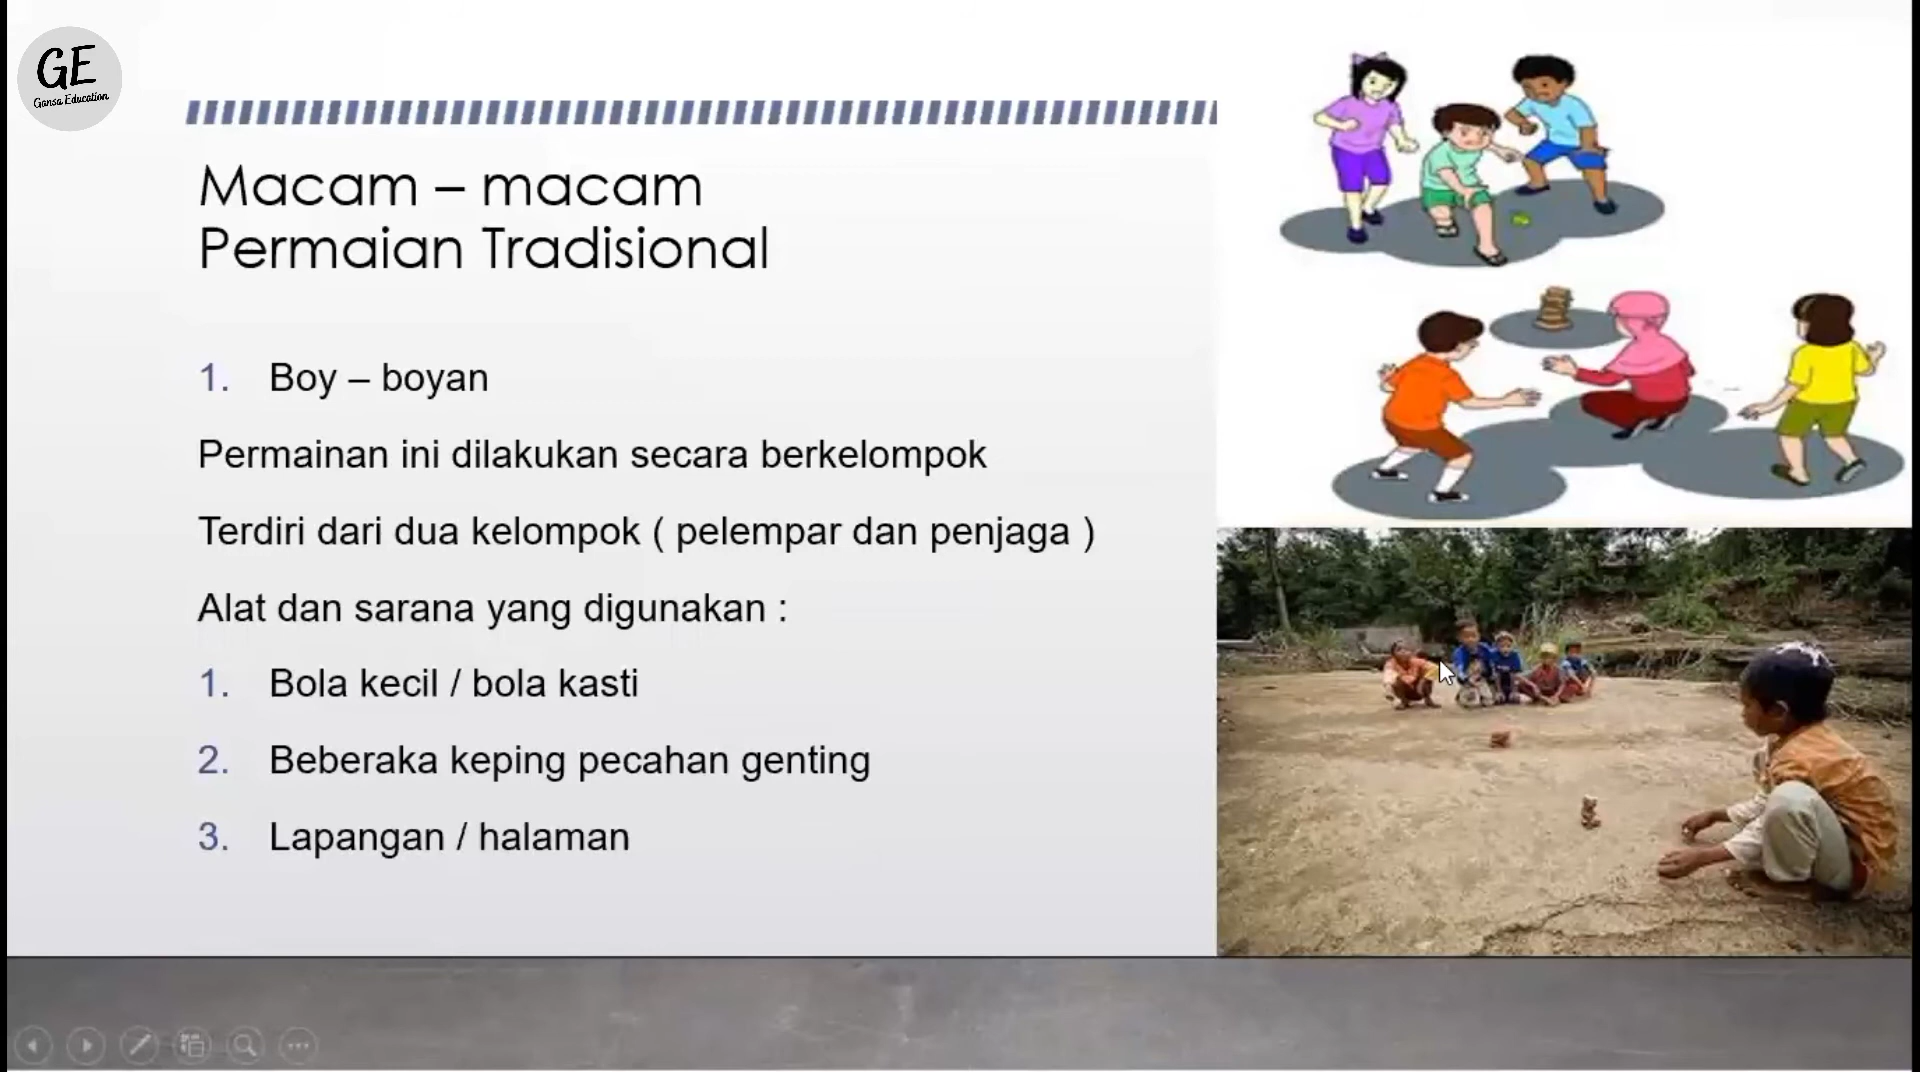 GE
Gansa Education
Macam – macam
Permaian Tradisional
1. Boy – boyan
Permainan ini dilakukan secara berkelompok
Terdiri dari dua kelompok ( pelempar dan penjaga )
Alat dan sarana yang digunakan :
1. Bola kecil / bola kasti
2. Beberaka keping pecahan genting
3. Lapangan / halaman